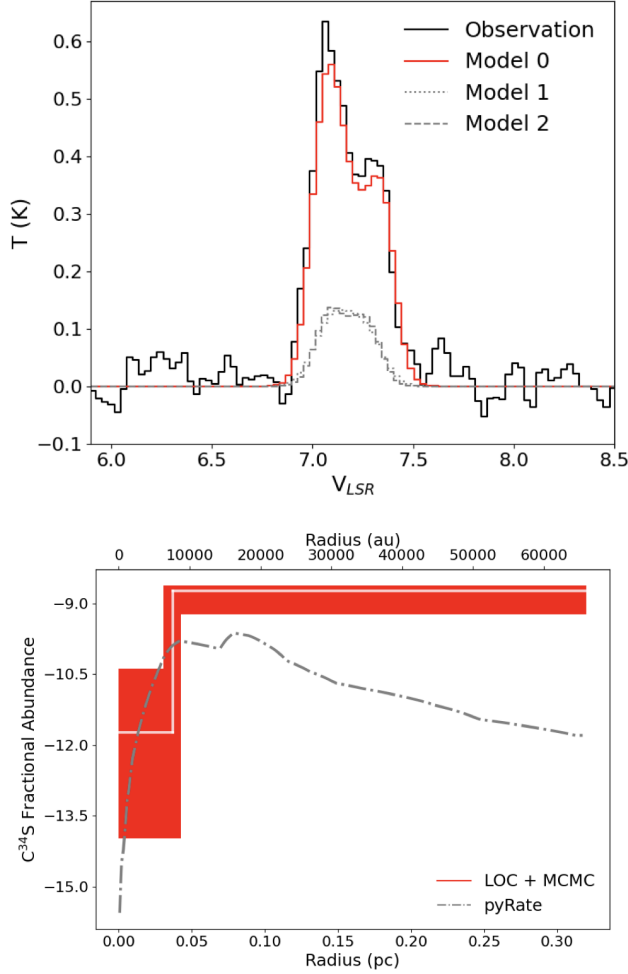 Observation
Model 0
Model 1
Model 2
0.6
0.5
0.4
0.3
0.2
0.1
0.0
−0.1
T (K)
6.0 6.5 7.0 7.5 8.0 8.5
V_LSR
Radius (au)
0 10000 20000 30000 40000 50000 60000
−9.0
−10.5
−12.0
−13.5
−15.0
C³⁴S Fractional Abundance
LOC + MCMC
pyRate
0.00 0.05 0.10 0.15 0.20 0.25 0.30
Radius (pc)